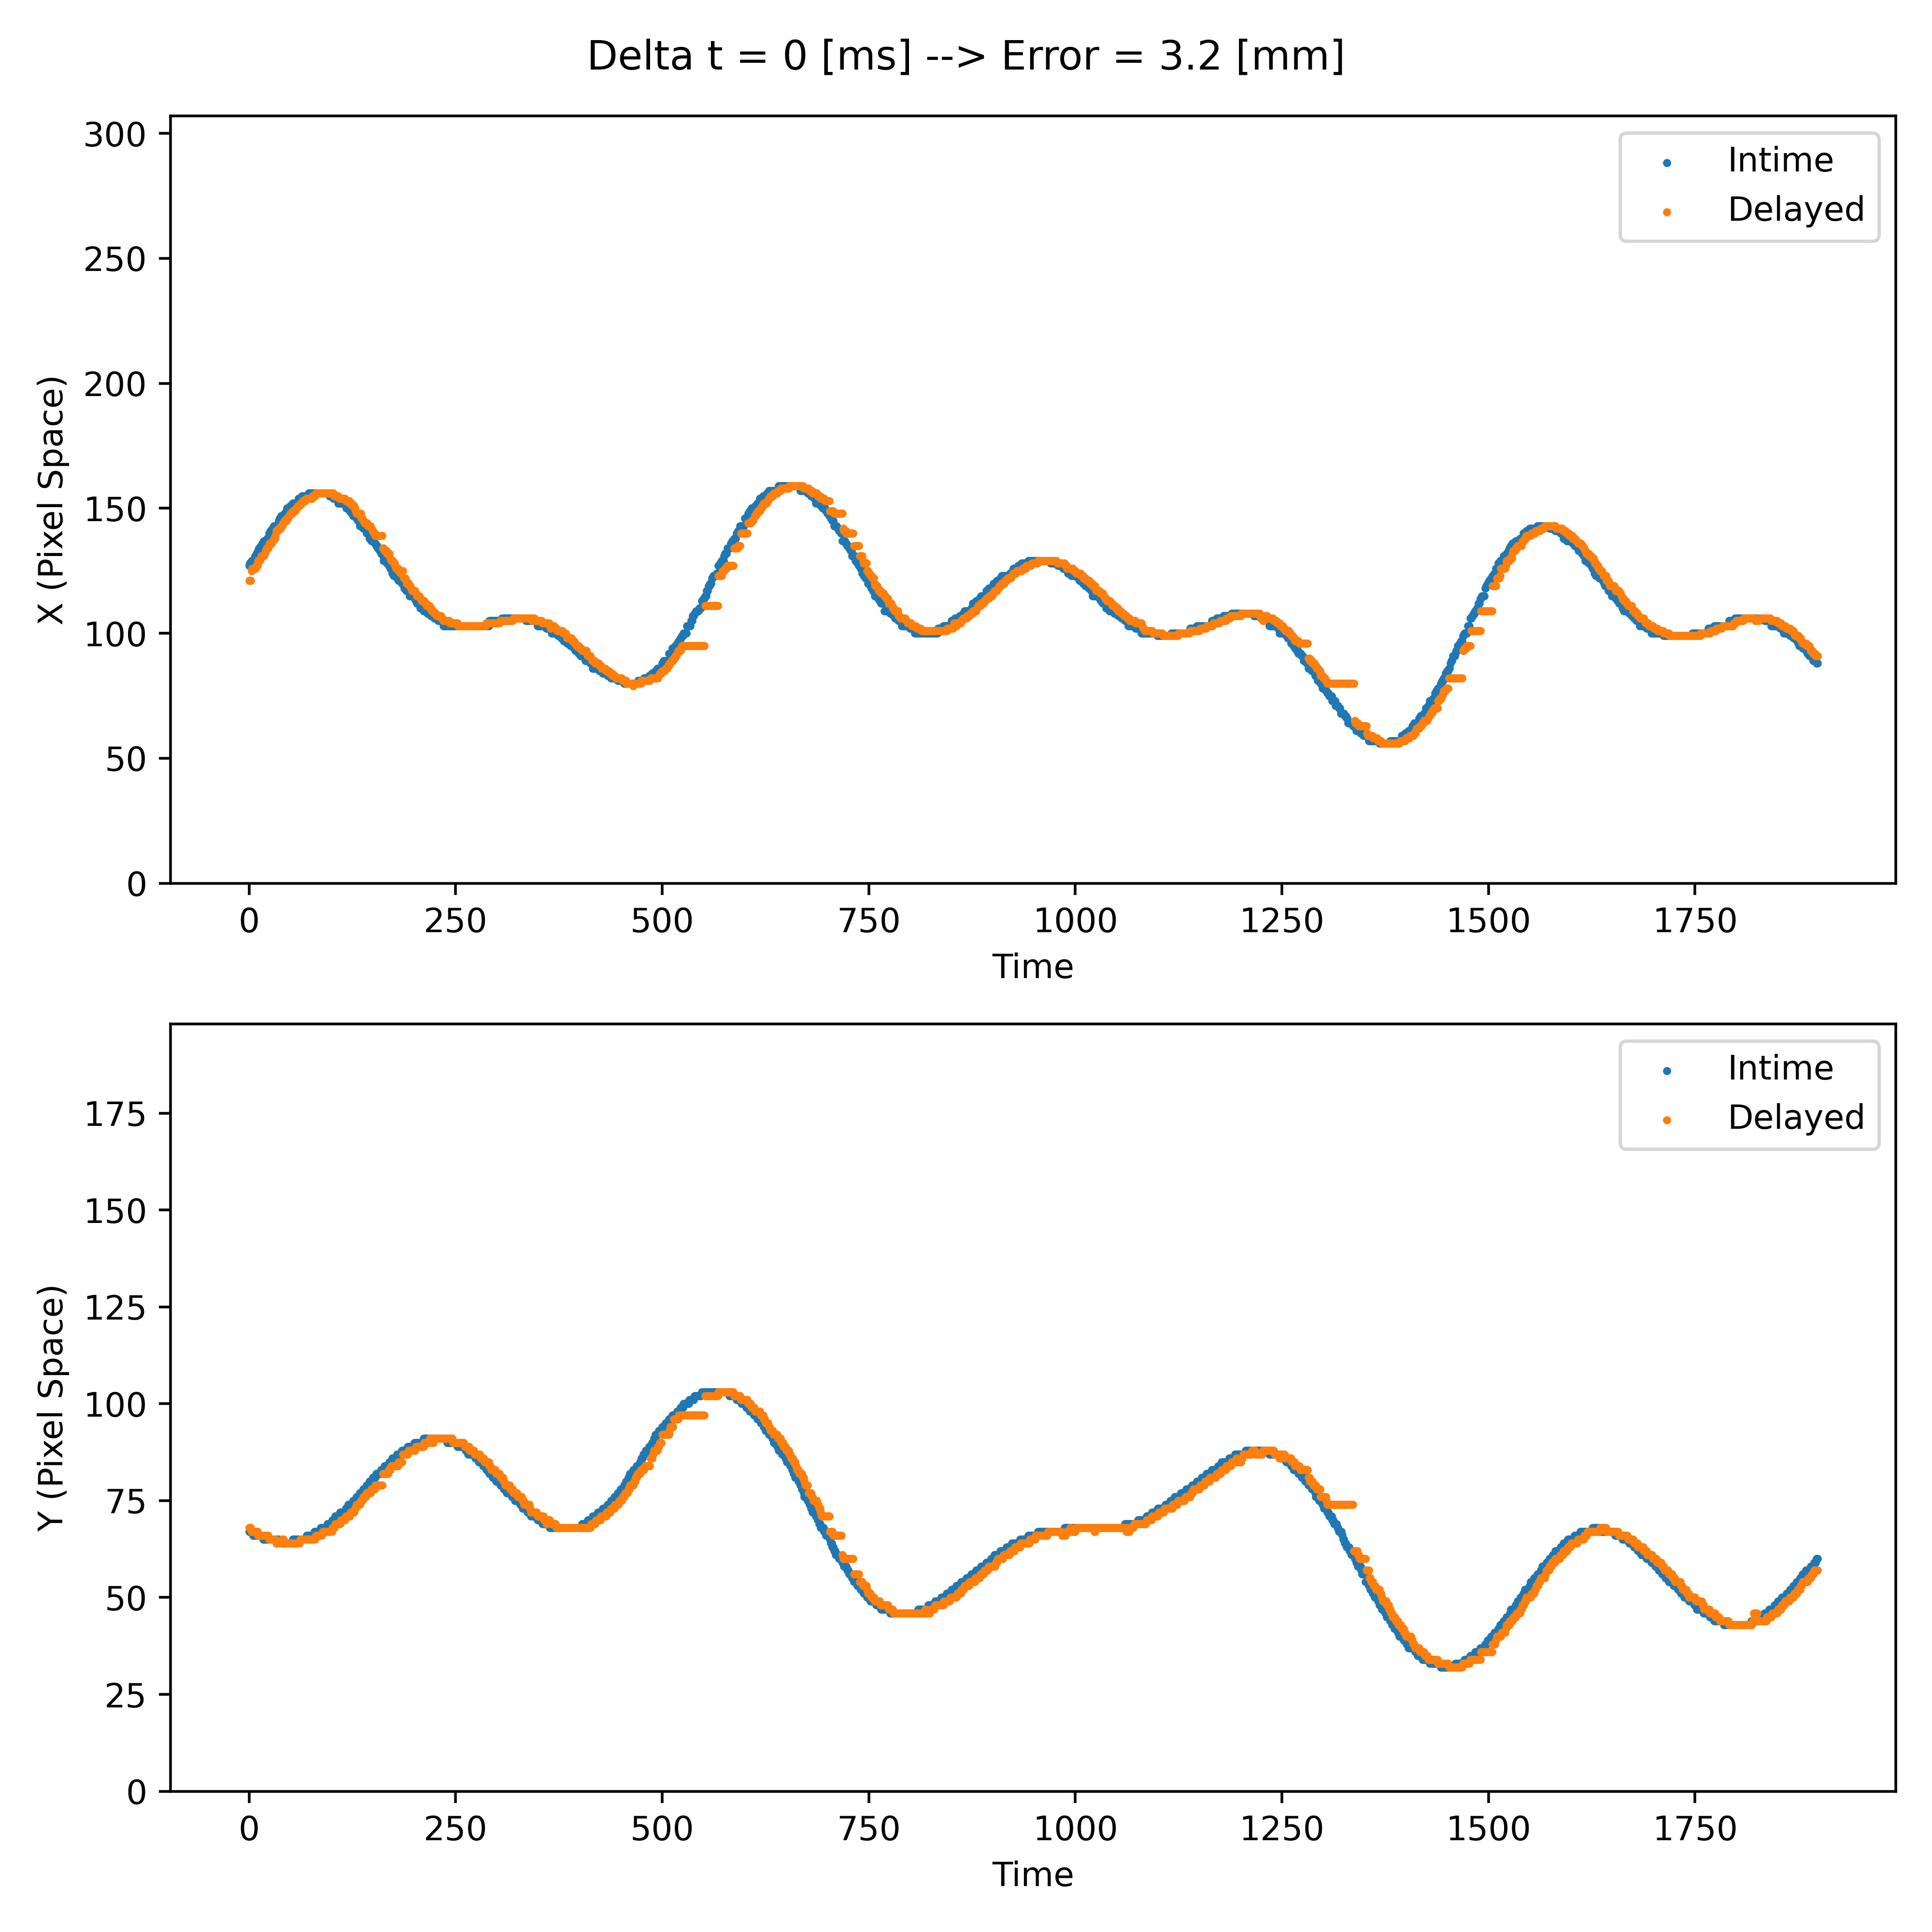 Delta t = 0 [ms] --> Error = 3.2 [mm]
300
250
200
150
100
50
0
X (Pixel Space)
Intime
Delayed
0 250 500 750 1000 1250 1500 1750
Time
175
150
125
100
75
50
25
0
Y (Pixel Space)
Intime
Delayed
0 250 500 750 1000 1250 1500 1750
Time